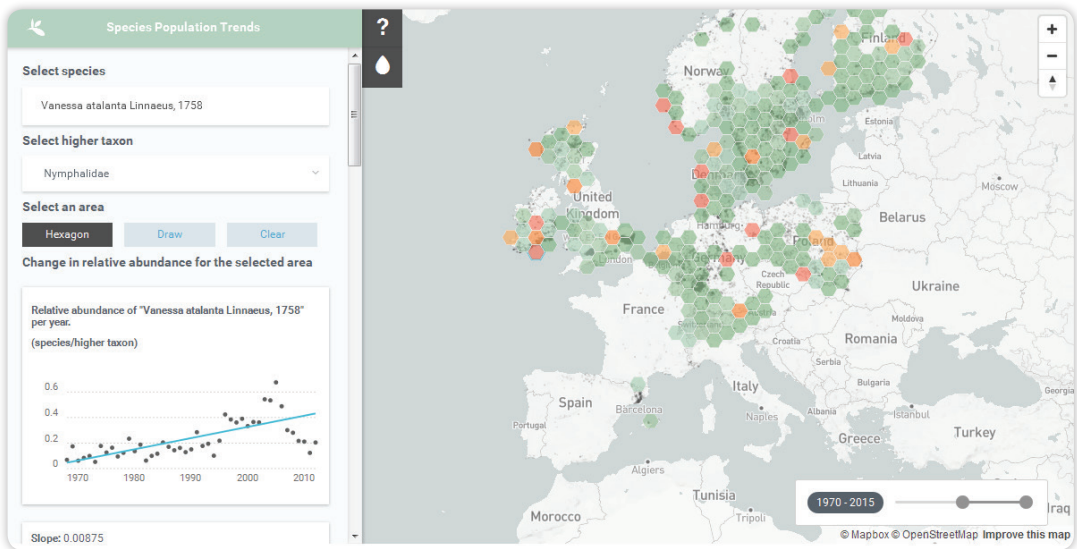 Species Population Trends
Select species
Vanessa atalanta Linnaeus, 1758
Select higher taxon
Nymphalidae
Select an area
Hexagon
Draw
Clear
Change in relative abundance for the selected area
Relative abundance of "Vanessa atalanta Linnaeus, 1758"
per year.
(species/higher taxon)
0.6
0.4
0.2
0
1970
1980
1990
2000
2010
Slope: 0.00875
?
+
−
Norway
Finland
Estonia
Latvia
Lithuania
Moscow
Belarus
United
Kingdom
London
Hamburg
Germany
Poland
Czech
Republic
Ukraine
France
Austria
Moldova
Croatia
Romania
Serbia
Italy
Bulgaria
Georgia
Spain
Barcelona
Portugal
Naples
Albania
Istanbul
Greece
Turkey
Algiers
Tunisia
Morocco
Tripoli
Iraq
1970 - 2015
© Mapbox © OpenStreetMap Improve this map